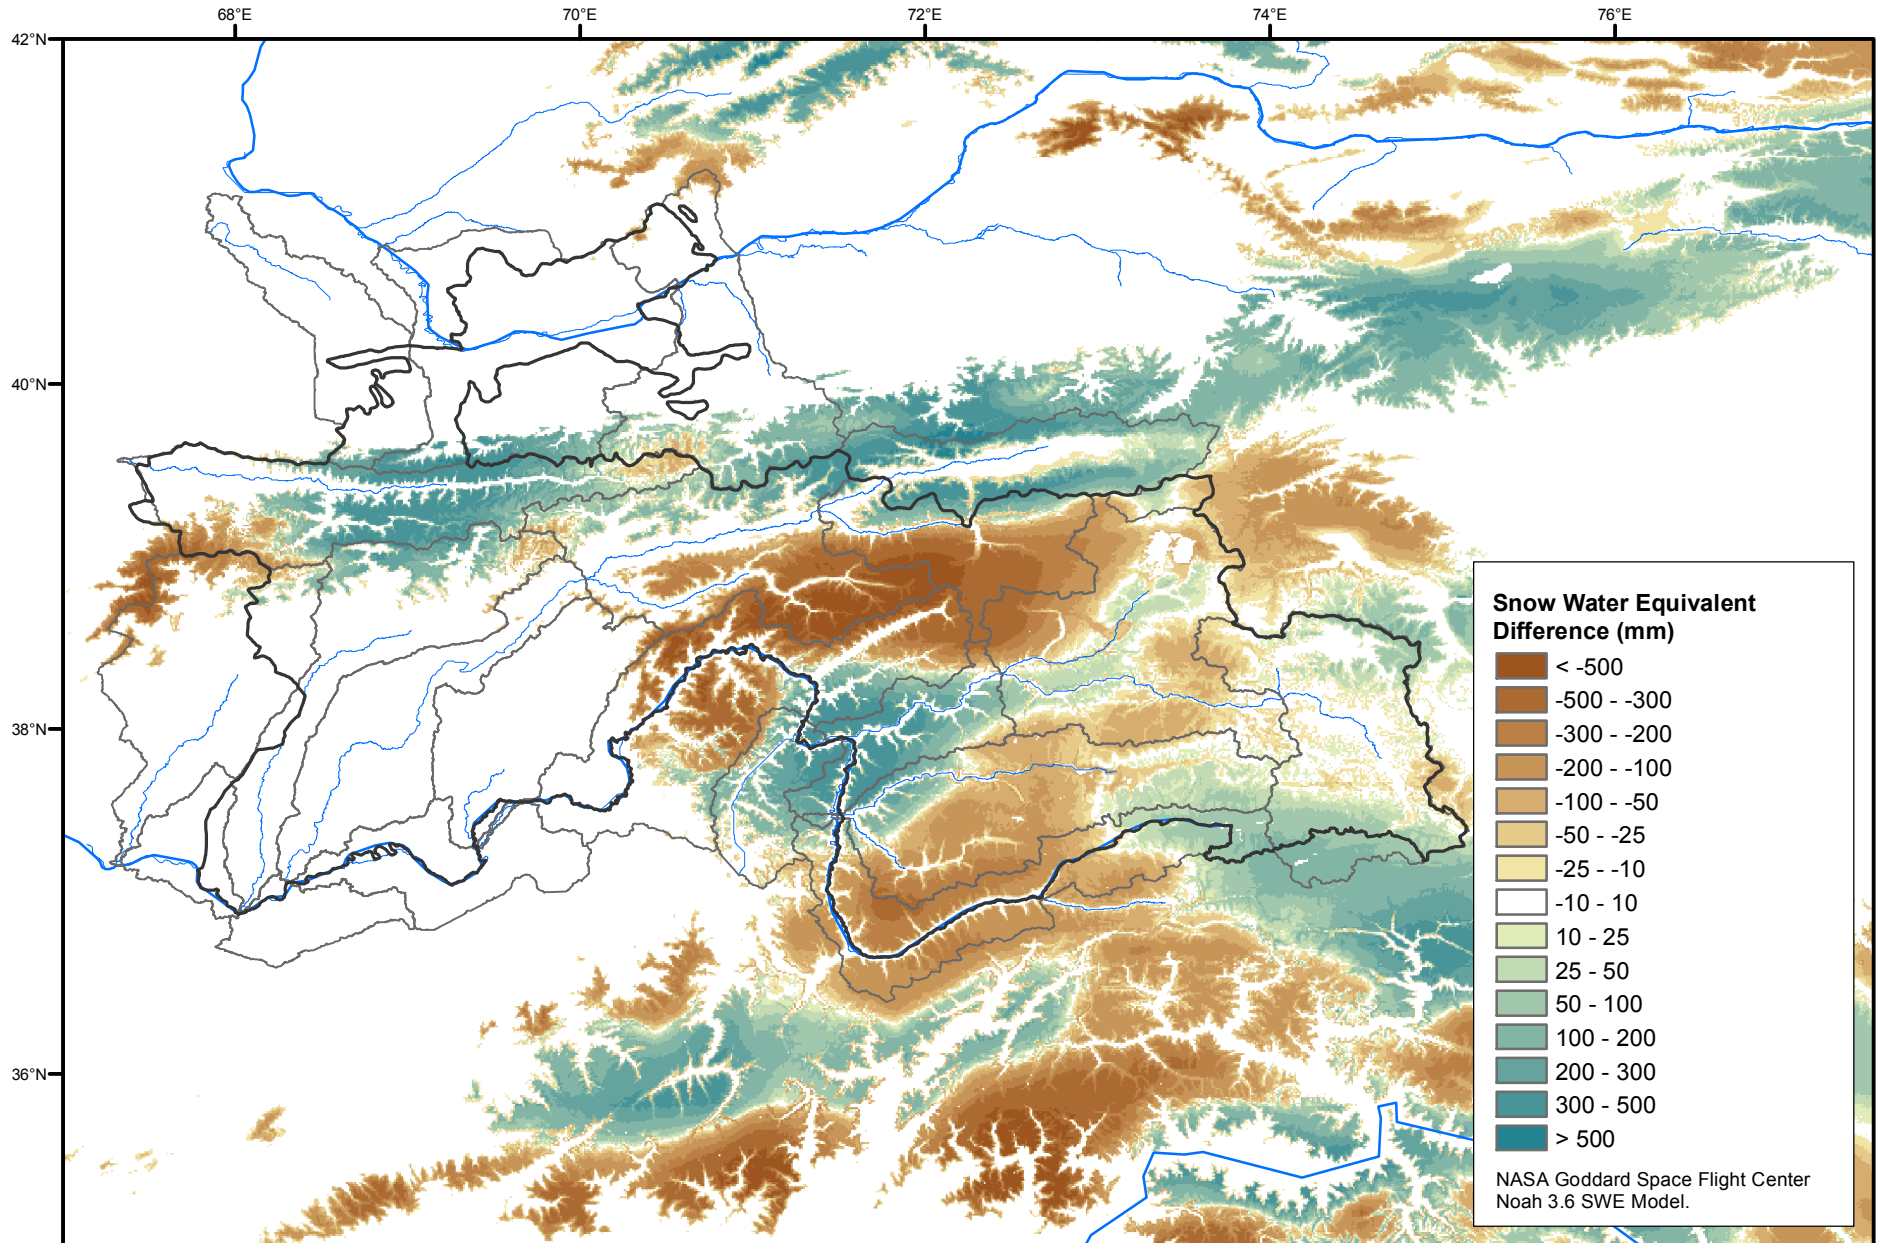 68°E 70°E 72°E 74°E 76°E
42°N
40°N
38°N
36°N
Snow Water Equivalent
Difference (mm)
< -500
-500 - -300
-300 - -200
-200 - -100
-100 - -50
-50 - -25
-25 - -10
-10 - 10
10 - 25
25 - 50
50 - 100
100 - 200
200 - 300
300 - 500
> 500
NASA Goddard Space Flight Center
Noah 3.6 SWE Model.